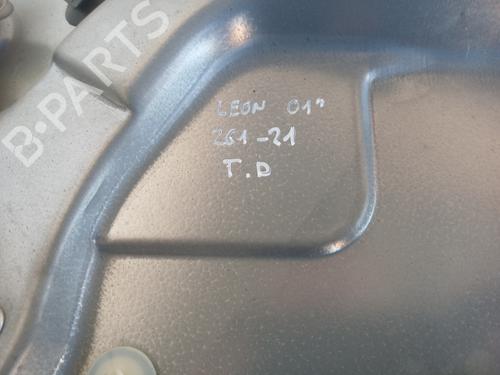 B-PARTS
LEON 01"
261-21
T.D